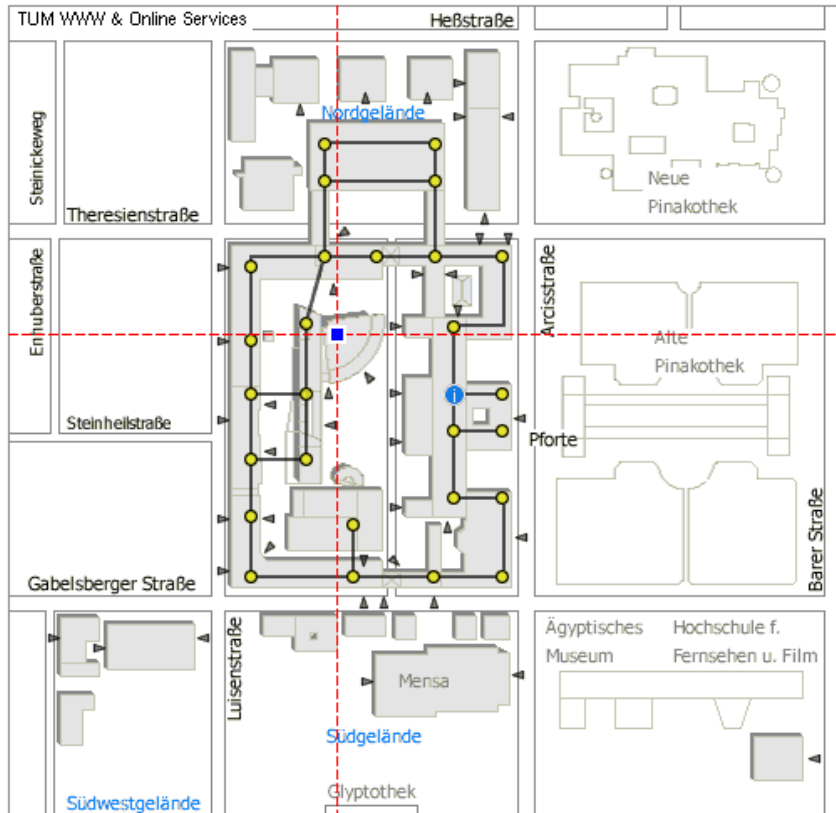 TUM WWW & Online Services
Heßstraße
Steinickeweg
Nordgelände
Neue
Pinakothek
Theresienstraße
Enhuberstraße
Arcisstraße
Alte
Pinakothek
Steinheilstraße
i
Pforte
Barer Straße
Gabelsberger Straße
Luisenstraße
Ägyptisches
Museum
Hochschule f.
Fernsehen u. Film
Mensa
Südgelände
Glyptothek
Südwestgelände